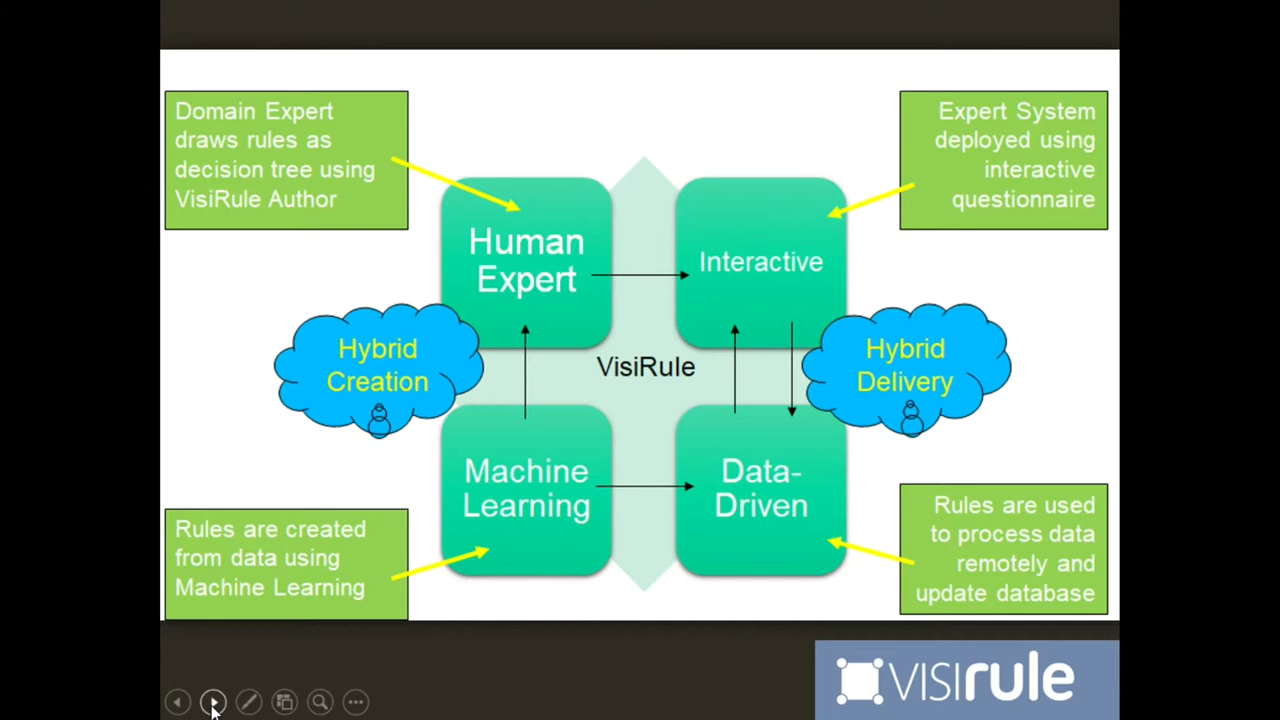 Domain Expert
draws rules as
decision tree using
VisiRule Author
Expert System
deployed using
interactive
questionnaire
Human
Expert
Interactive
Hybrid
Creation
VisiRule
Hybrid
Delivery
Machine
Learning
Data-
Driven
Rules are created
from data using
Machine Learning
Rules are used
to process data
remotely and
update database
VISIrule